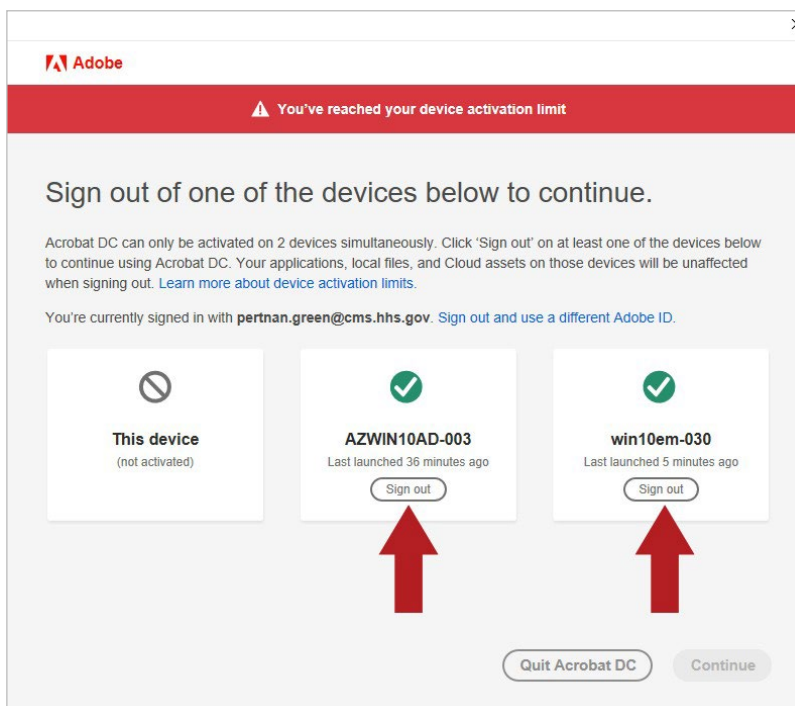 Adobe
You've reached your device activation limit
Sign out of one of the devices below to continue.
Acrobat DC can only be activated on 2 devices simultaneously. Click 'Sign out' on at least one of the devices below
to continue using Acrobat DC. Your applications, local files, and Cloud assets on those devices will be unaffected
when signing out. Learn more about device activation limits.
You're currently signed in with pertnan.green@cms.hhs.gov. Sign out and use a different Adobe ID.
This device
(not activated)
AZWIN10AD-003
Last launched 36 minutes ago
Sign out
win10em-030
Last launched 5 minutes ago
Sign out
Quit Acrobat DC
Continue